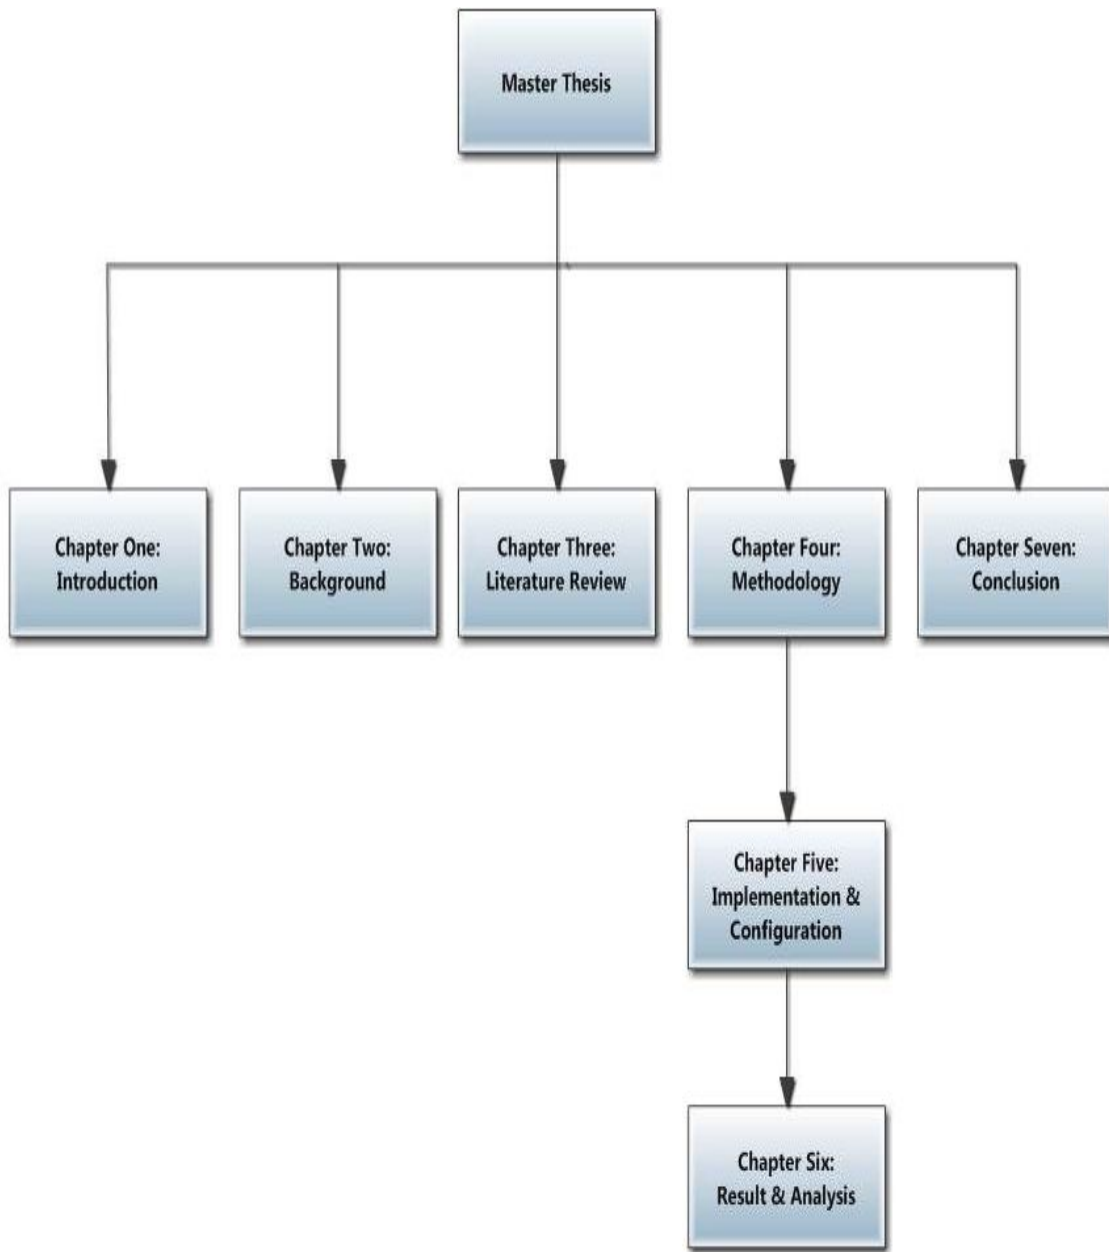 Master Thesis
Chapter One:
Introduction
Chapter Two:
Background
Chapter Three:
Literature Review
Chapter Four:
Methodology
Chapter Seven:
Conclusion
Chapter Five:
Implementation &
Configuration
Chapter Six:
Result & Analysis